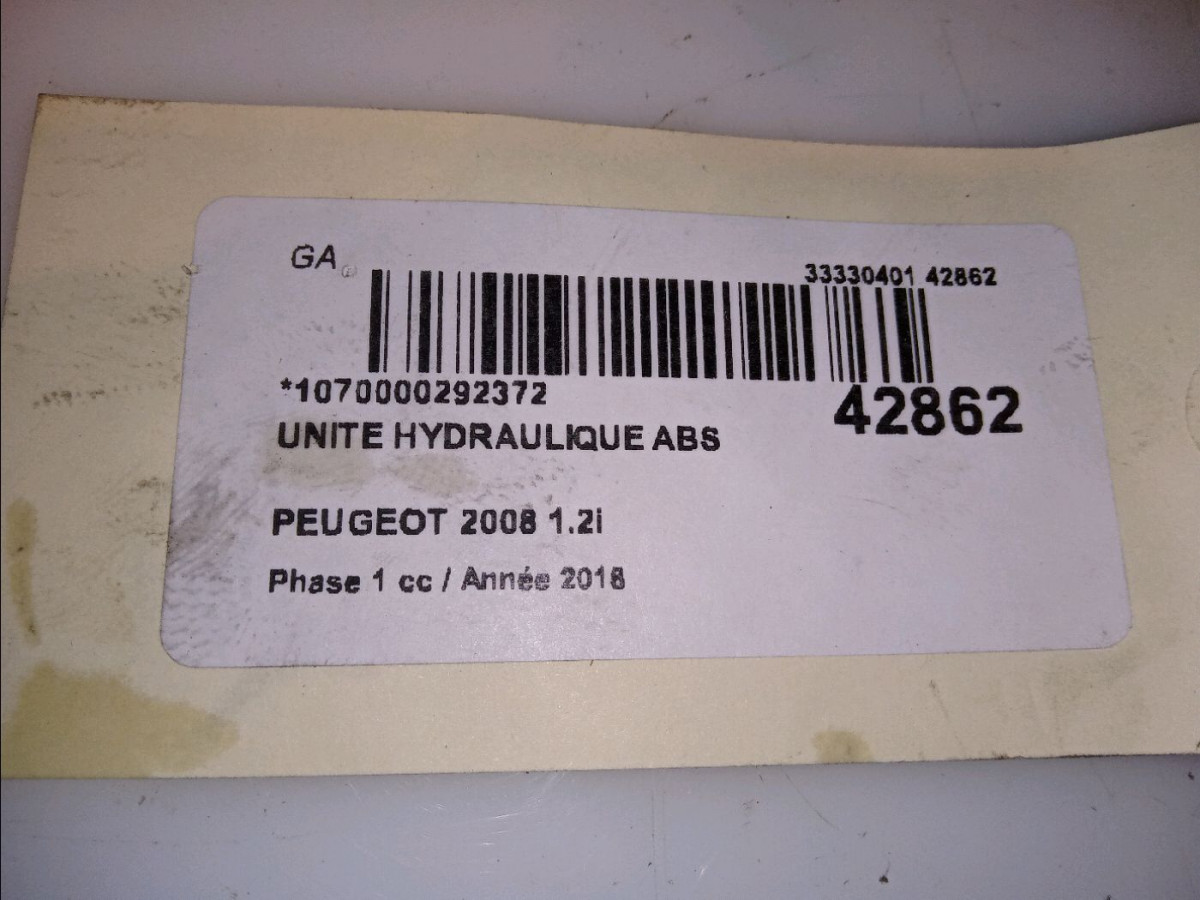 GA
33330401 42862
*1070000292372
42862
UNITE HYDRAULIQUE ABS
PEUGEOT 2008 1.2i
Phase 1 cc / Année 2018